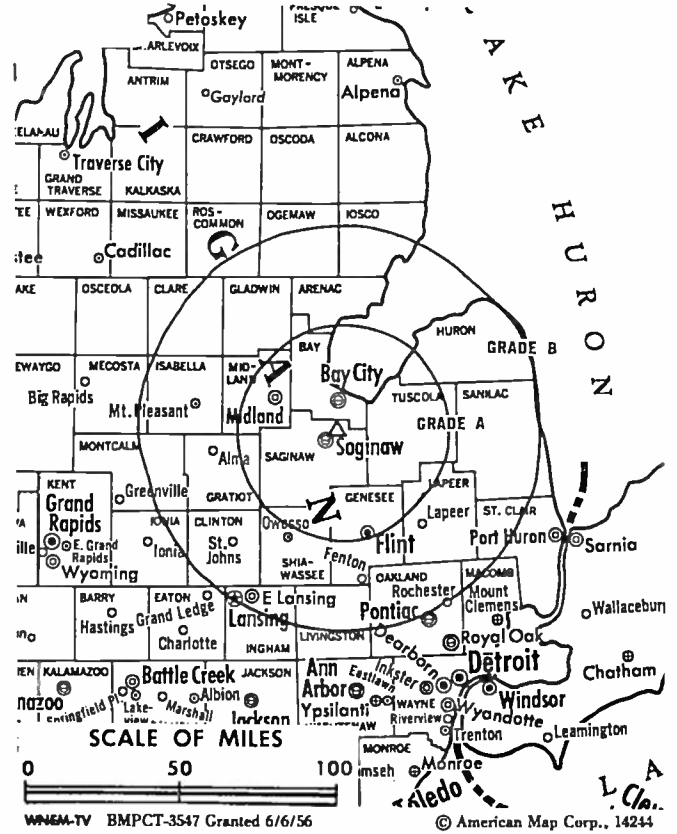 Petoskey
ISLE
LAKE HURON
OTSEGO
MONT-
MORENCY
ALPENA
ANTRIM
Gaylord
Alpena
CRAWFORD
OSCODA
ALCONA
Traverse City
GRAND
TRAVERSE
KALKASKA
WEXFORD
MISSAUKEE
ROS-
COMMON
OGEMAW
IOSCO
Cadillac
I
G
A
N
OSCEOLA
CLARE
GLADWIN
ARENAC
HURON
GRADE B
BAY
MECOSTA
ISABELLA
MID-
LAND
Bay City
Big Rapids
Mt. Pleasant
Midland
TUSCOLA
SANILAC
GRADE A
MONTCALM
Alma
SAGINAW
Saginaw
KENT
Grand
Rapids
Greenville
GRATIOT
GENESEE
LAPEER
ST. CLAIR
IONIA
CLINTON
Owosso
Flint
Lapeer
Port Huron
Sarnia
E. Grand
Rapids
Ionia
St.
Johns
SHIA-
WASSEE
Fenton
Wyoming
OAKLAND
MACOMB
BARRY
EATON
E Lansing
Rochester
Mount
Clemens
Wallaceburg
Hastings
Grand Ledge
Lansing
Pontiac
Charlotte
INGHAM
LIVINGSTON
Dearborn
Royal Oak
KALAMAZOO
Battle Creek
JACKSON
Ann
Arbor
Eastlawn
Inkster
Detroit
Chatham
Springfield Pl.
Lake-
view
Marshall
Albion
Jackson
Ypsilanti
WAYNE
Riverview
Wyandotte
Windsor
Trenton
Leamington
SCALE OF MILES
MONROE
Monroe
0 50 100
Toledo
L A
WNEM-TV BMPCT-3547 Granted 6/6/56
© American Map Corp., 14244